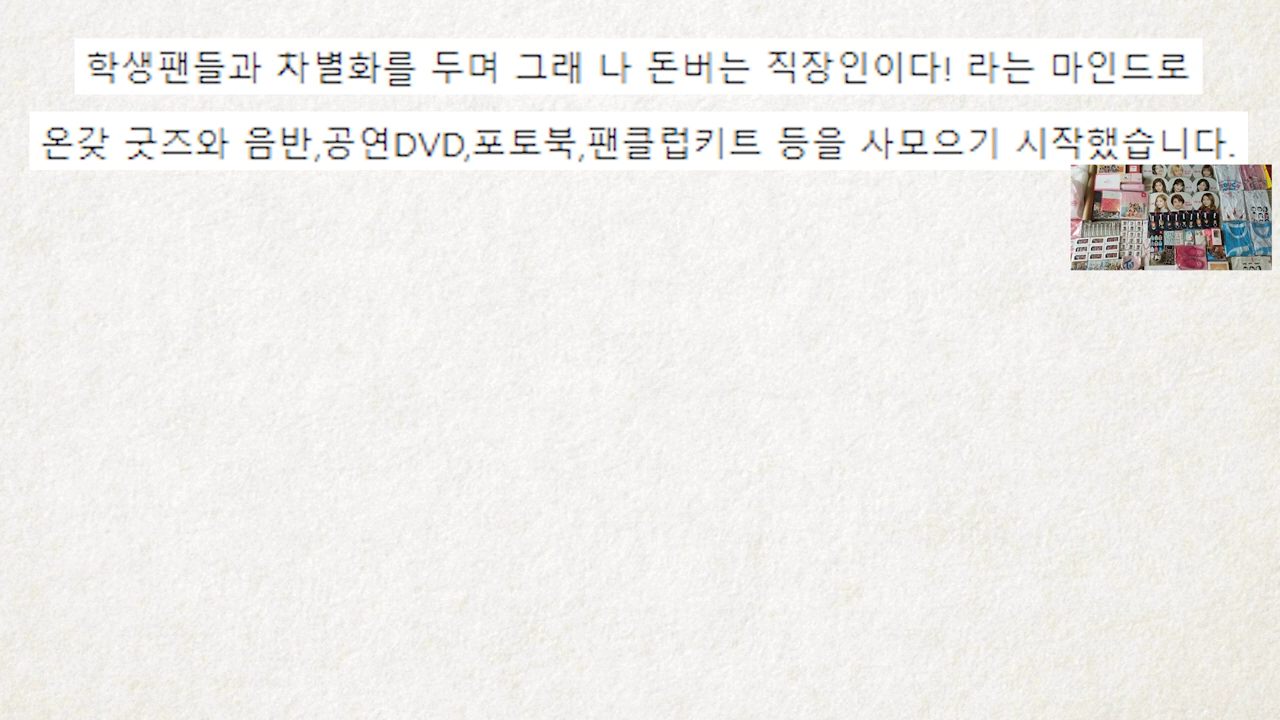 학생팬들과 차별화를 두며 그래 나 돈버는 직장인이다! 라는 마인드로
온갖 굿즈와 음반,공연DVD,포토북,팬클럽키트 등을 사모으기 시작했습니다.